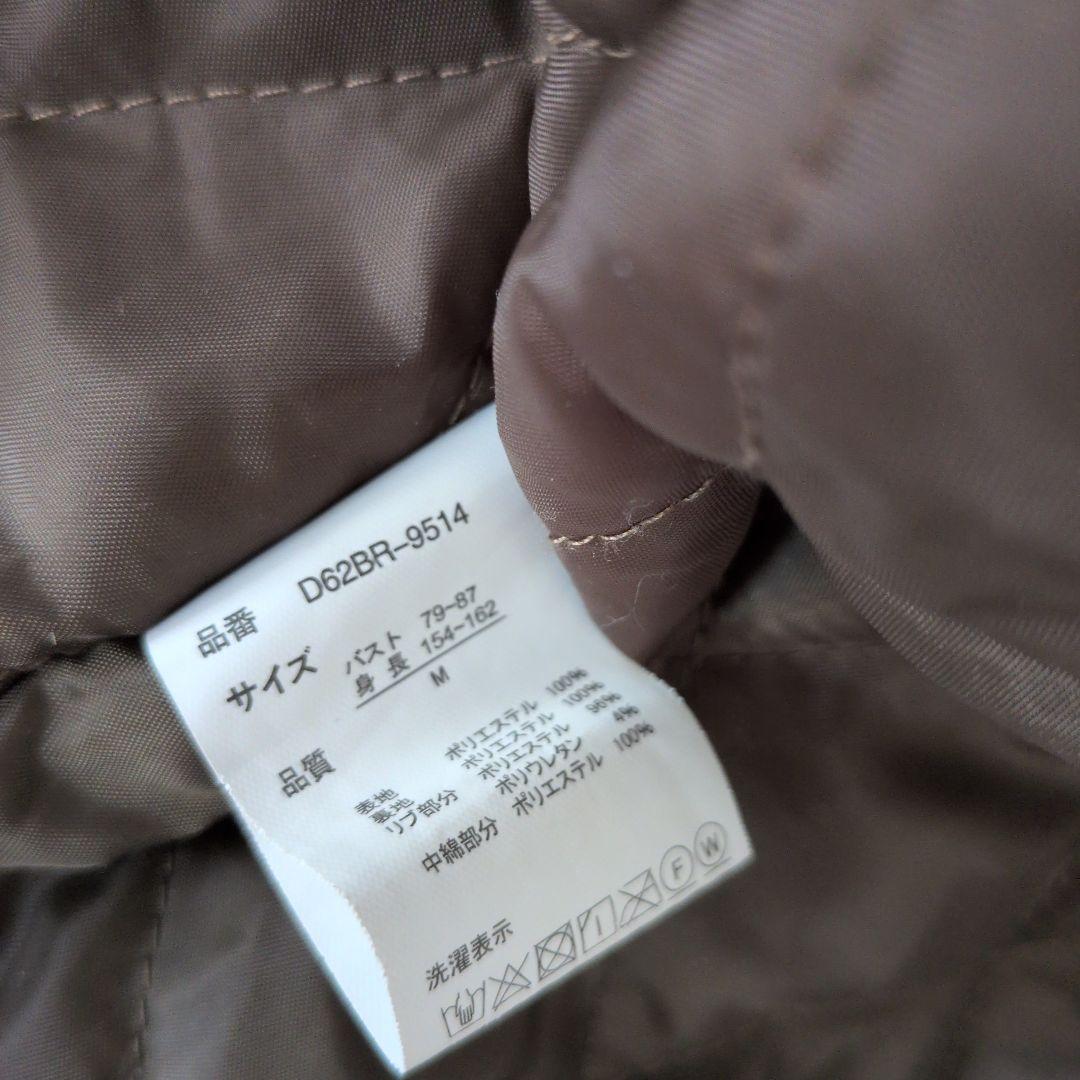 品番 D62BR-9514
サイズ バスト 79-87
身長 154-162
M
品質
表地 ポリエステル 100%
裏地 ポリエステル 100%
リブ部分 ポリエステル 96%
ポリウレタン 4%
中綿部分 ポリエステル 100%
洗濯表示
F W